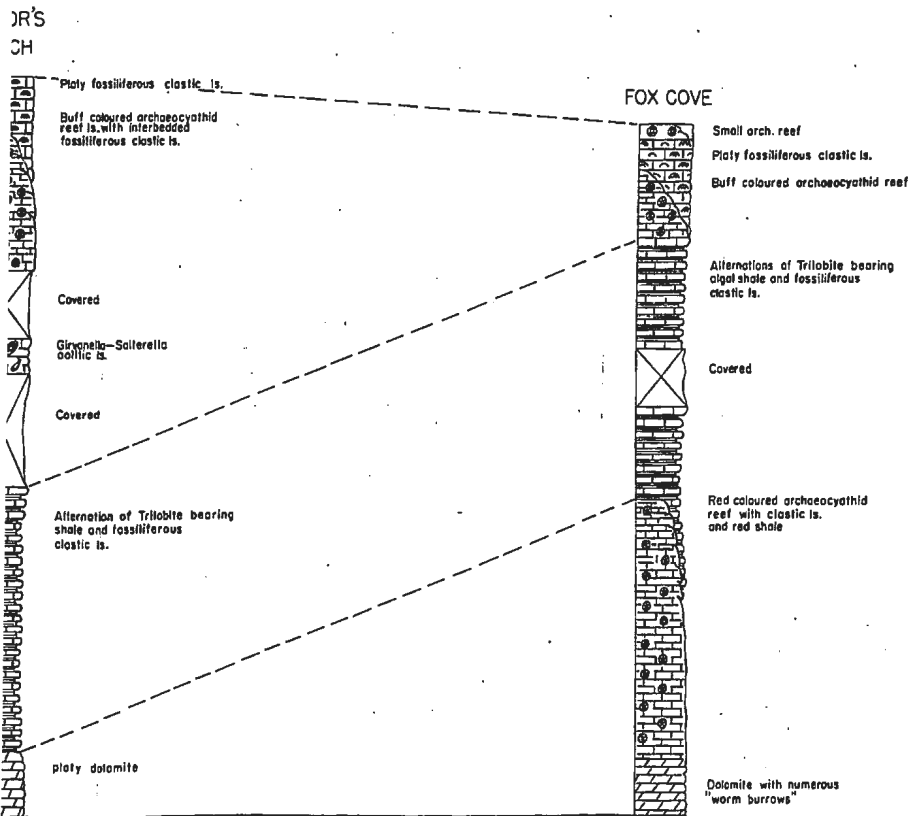 OR'S
CH
Platy fossiliferous clastic ls.
Buff coloured archaeocyathid
reef ls. with interbedded
fossiliferous clastic ls.
Covered
Girvanella-Salterella
oolitic ls.
Covered
Alternation of Trilobite bearing
shale and fossiliferous
clastic ls.
platy dolomite
FOX COVE
Small arch. reef
Platy fossiliferous clastic ls.
Buff coloured archaeocyathid reef
Alternations of Trilobite bearing
algal shale and fossiliferous
clastic ls.
Covered
Red coloured archaeocyathid
reef with clastic ls.
and red shale
Dolomite with numerous
"worm burrows"